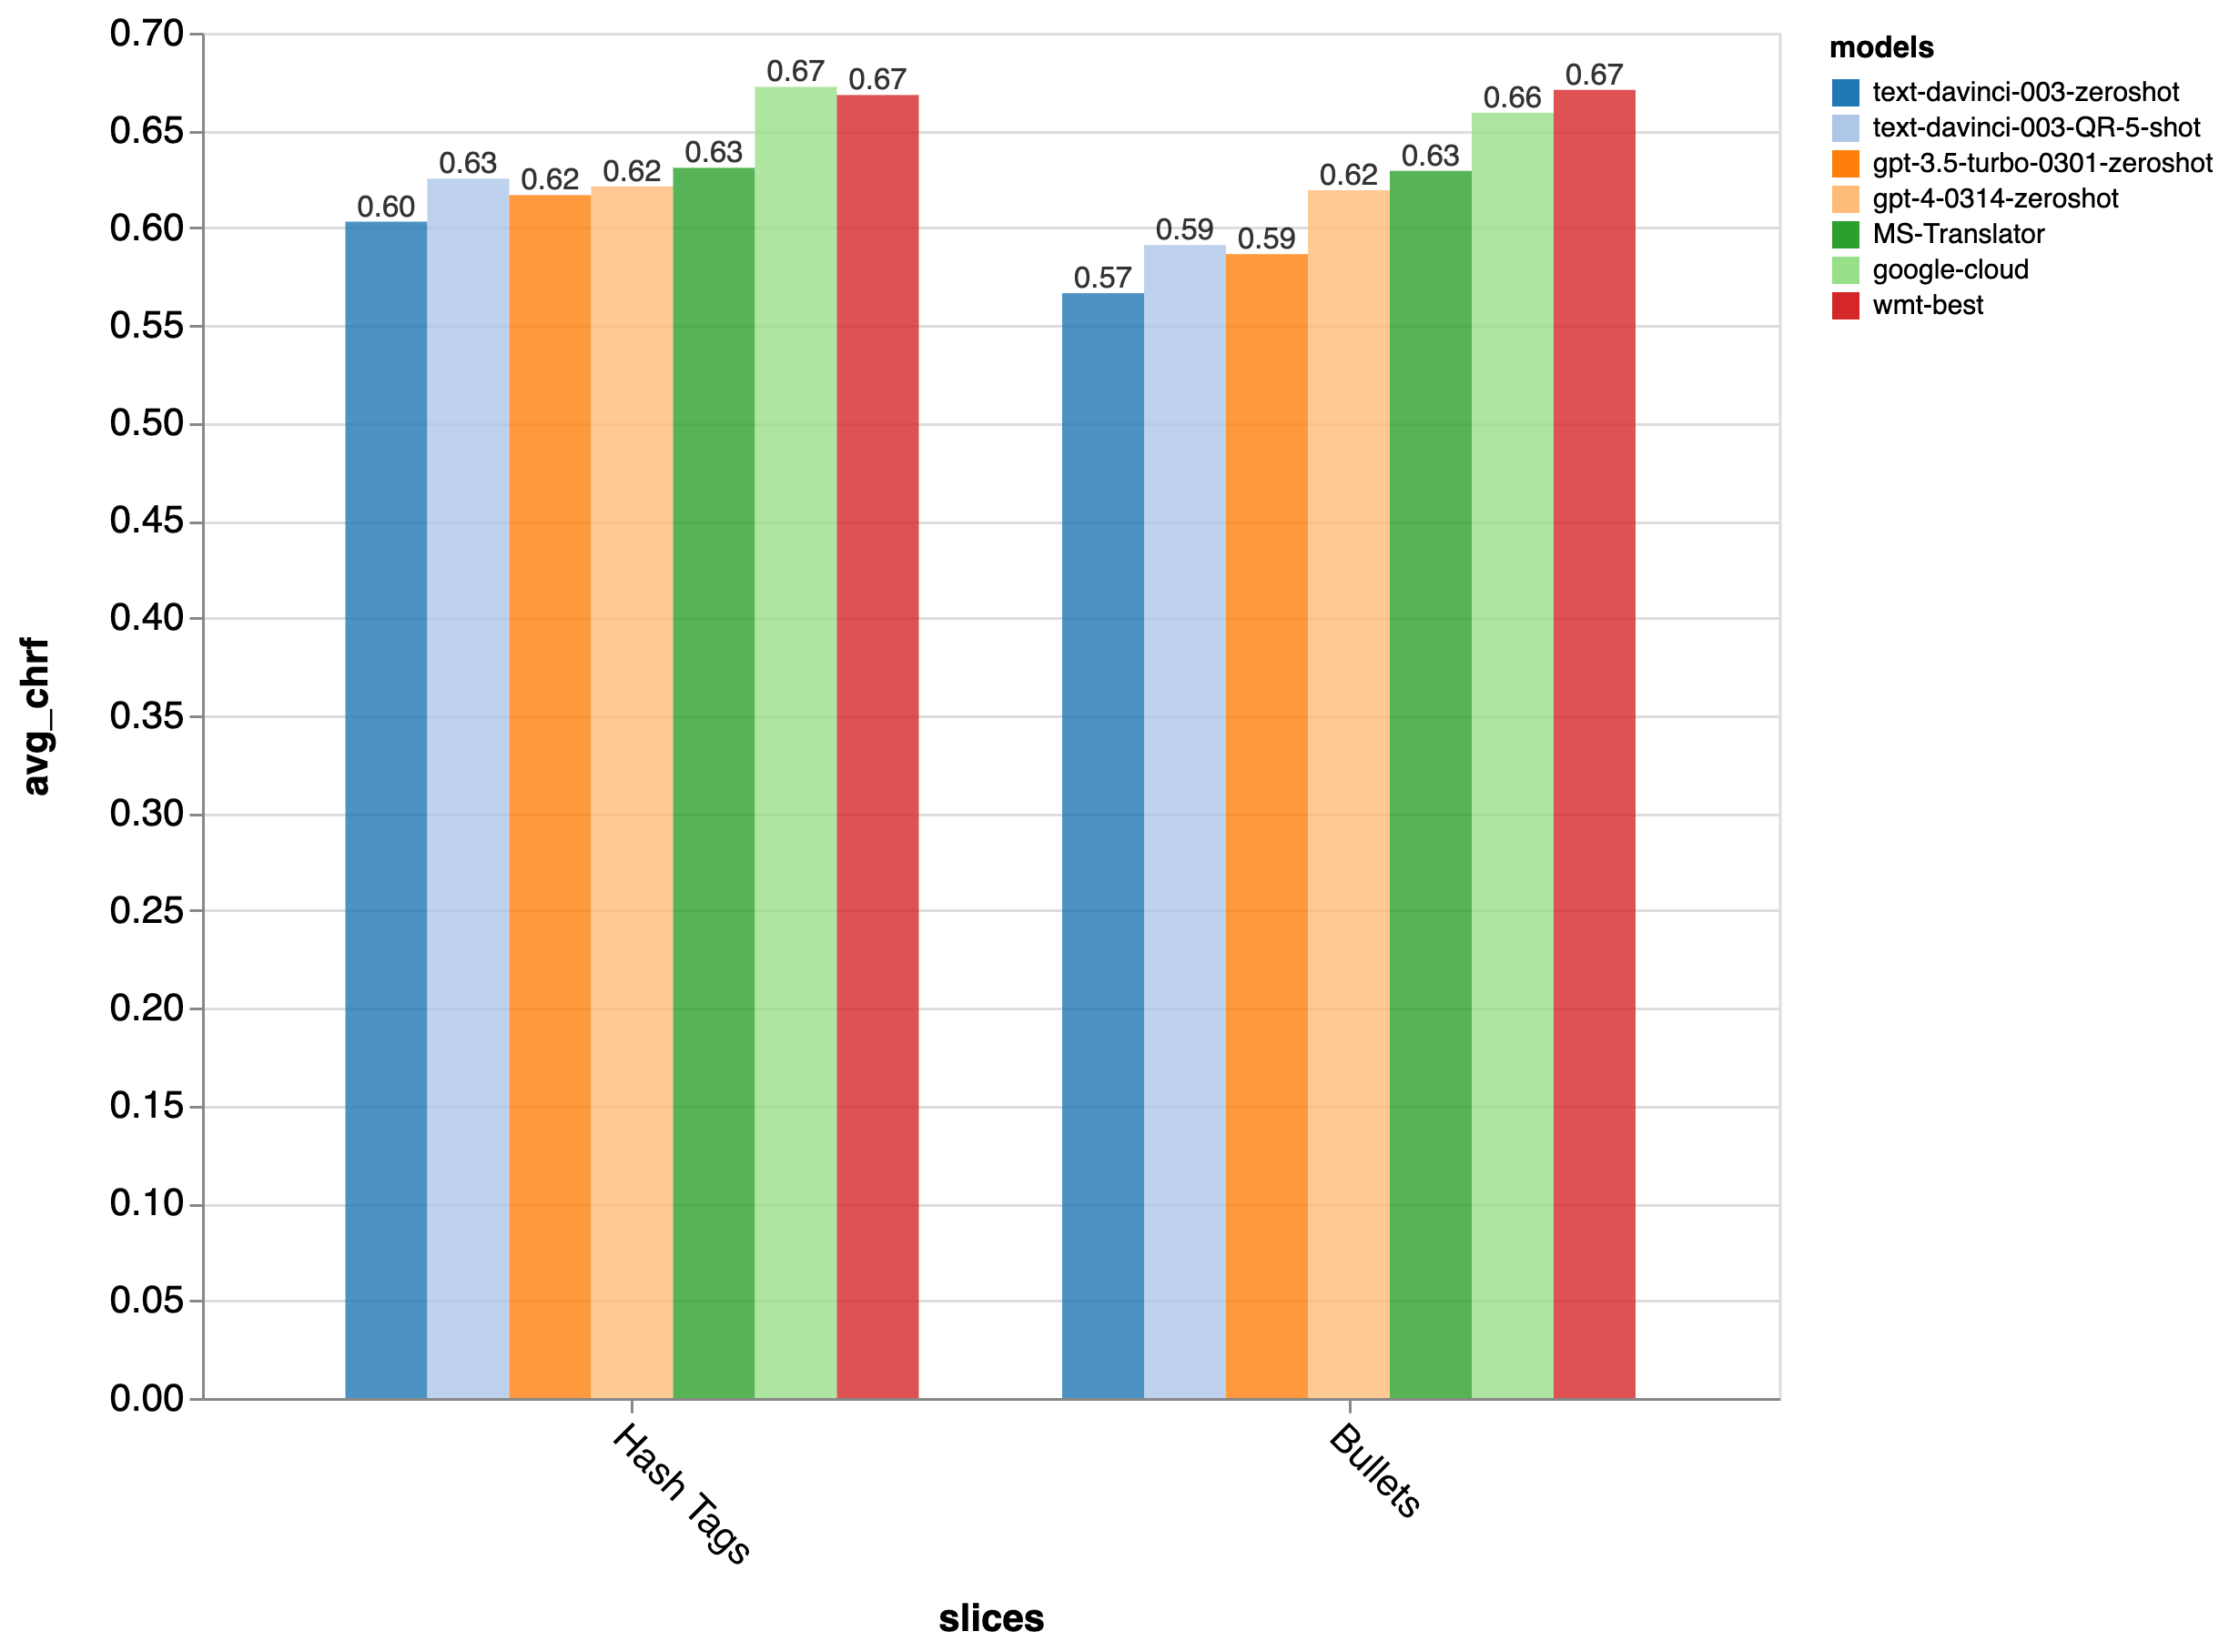 0.70
0.65
0.60
0.55
0.50
0.45
0.40
0.35
0.30
0.25
0.20
0.15
0.10
0.05
0.00
avg_chrf
0.60
0.63
0.62
0.62
0.63
0.67
0.67
0.57
0.59
0.59
0.62
0.63
0.66
0.67
Hash Tags
Bullets
slices
models
text-davinci-003-zeroshot
text-davinci-003-QR-5-shot
gpt-3.5-turbo-0301-zeroshot
gpt-4-0314-zeroshot
MS-Translator
google-cloud
wmt-best